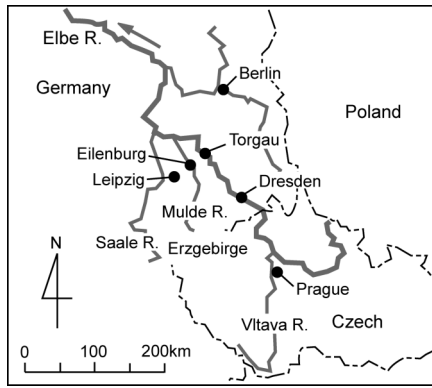 Elbe R.
Germany
Berlin
Poland
Torgau
Eilenburg
Leipzig
Dresden
Mulde R.
Saale R.
Erzgebirge
N
Prague
Vltava R.
Czech
0 100 200km